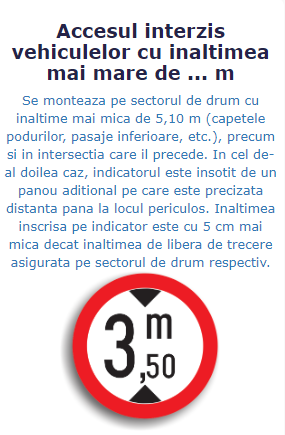 Accesul interzis
vehiculelor cu inaltimea
mai mare de ... m
Se monteaza pe sectorul de drum cu
inaltime mai mica de 5,10 m (capetele
podurilor, pasaje inferioare, etc.), precum
si in intersectia care il precede. In cel de-
al doilea caz, indicatorul este insotit de un
panou aditional pe care este precizata
distanta pana la locul periculos. Inaltimea
inscrisa pe indicator este cu 5 cm mai
mica decat inaltimea de libera de trecere
asigurata pe sectorul de drum respectiv.
3 m
,50